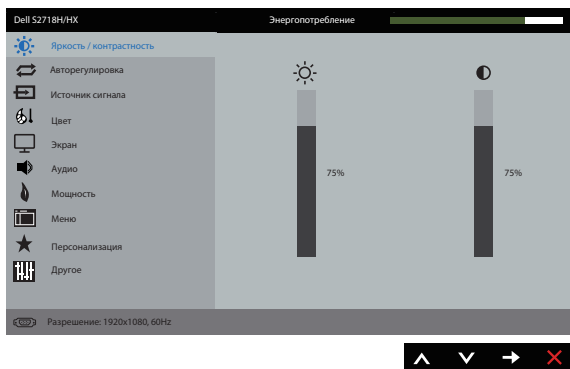 Dell S2718H/HX
Энергопотребление
Яркость / контрастность
Авторегулировка
Источник сигнала
Цвет
Экран
Аудио
Мощность
Меню
Персонализация
Другое
75%
75%
Разрешение: 1920x1080, 60Hz